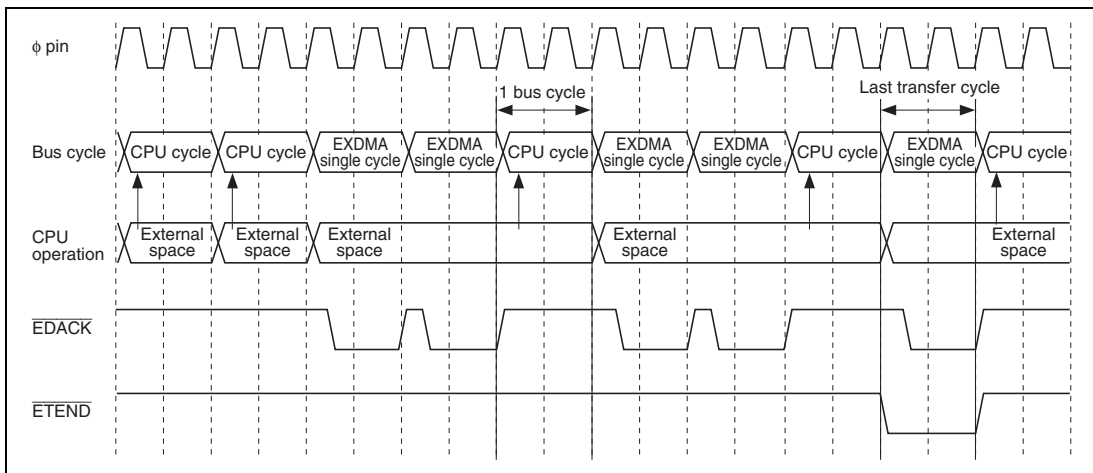 φ pin
1 bus cycle
Last transfer cycle
Bus cycle
CPU cycle
CPU cycle
EXDMA
single cycle
EXDMA
single cycle
CPU cycle
EXDMA
single cycle
EXDMA
single cycle
CPU cycle
EXDMA
single cycle
CPU cycle
CPU
operation
External
space
External
space
External
space
External
space
External
space
EDACK
ETEND